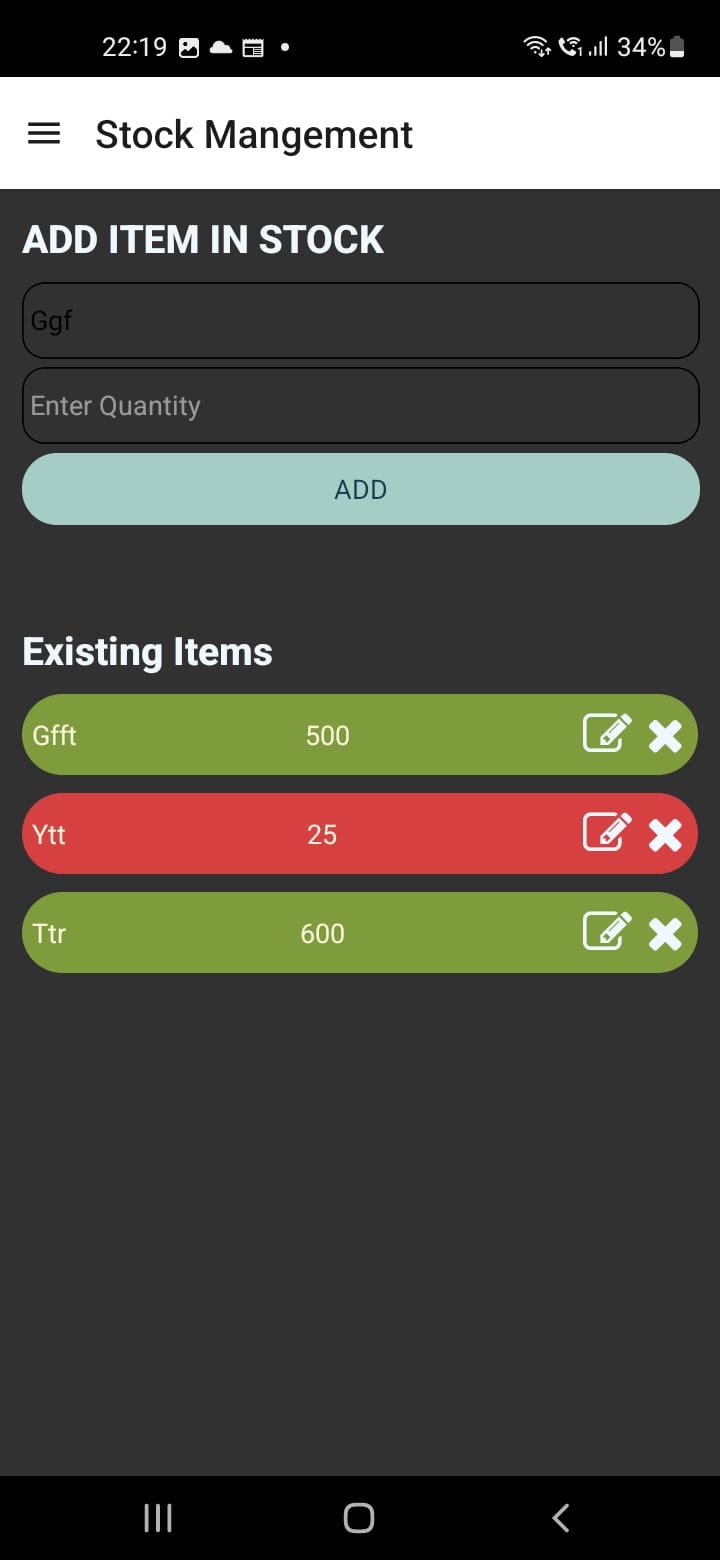 22:19 34%
Stock Mangement
ADD ITEM IN STOCK
Ggf
Enter Quantity
ADD
Existing Items
Gfft 500
Ytt 25
Ttr 600